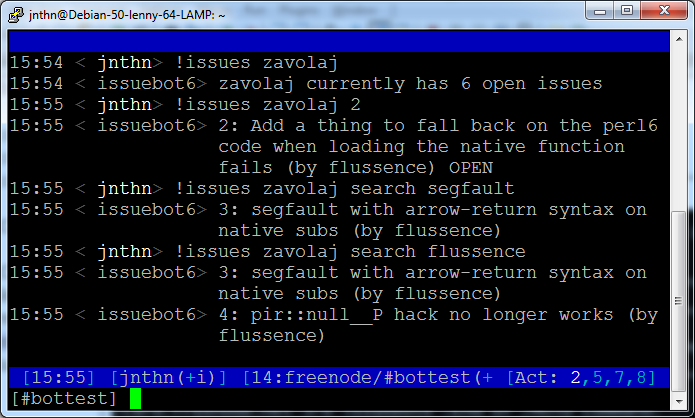 jnthn@Debian-50-lenny-64-LAMP: ~
15:54 < jnthn> !issues zavolaj
15:54 < issuebot6> zavolaj currently has 6 open issues
15:55 < jnthn> !issues zavolaj 2
15:55 < issuebot6> 2: Add a thing to fall back on the perl6
code when loading the native function
fails (by flussence) OPEN
15:55 < jnthn> !issues zavolaj search segfault
15:55 < issuebot6> 3: segfault with arrow-return syntax on
native subs (by flussence)
15:55 < jnthn> !issues zavolaj search flussence
15:55 < issuebot6> 3: segfault with arrow-return syntax on
native subs (by flussence)
15:55 < issuebot6> 4: pir::null__P hack no longer works (by
flussence)
[15:55] [jnthn(+i)] [14:freenode/#bottest(+ [Act: 2,5,7,8]
[#bottest]